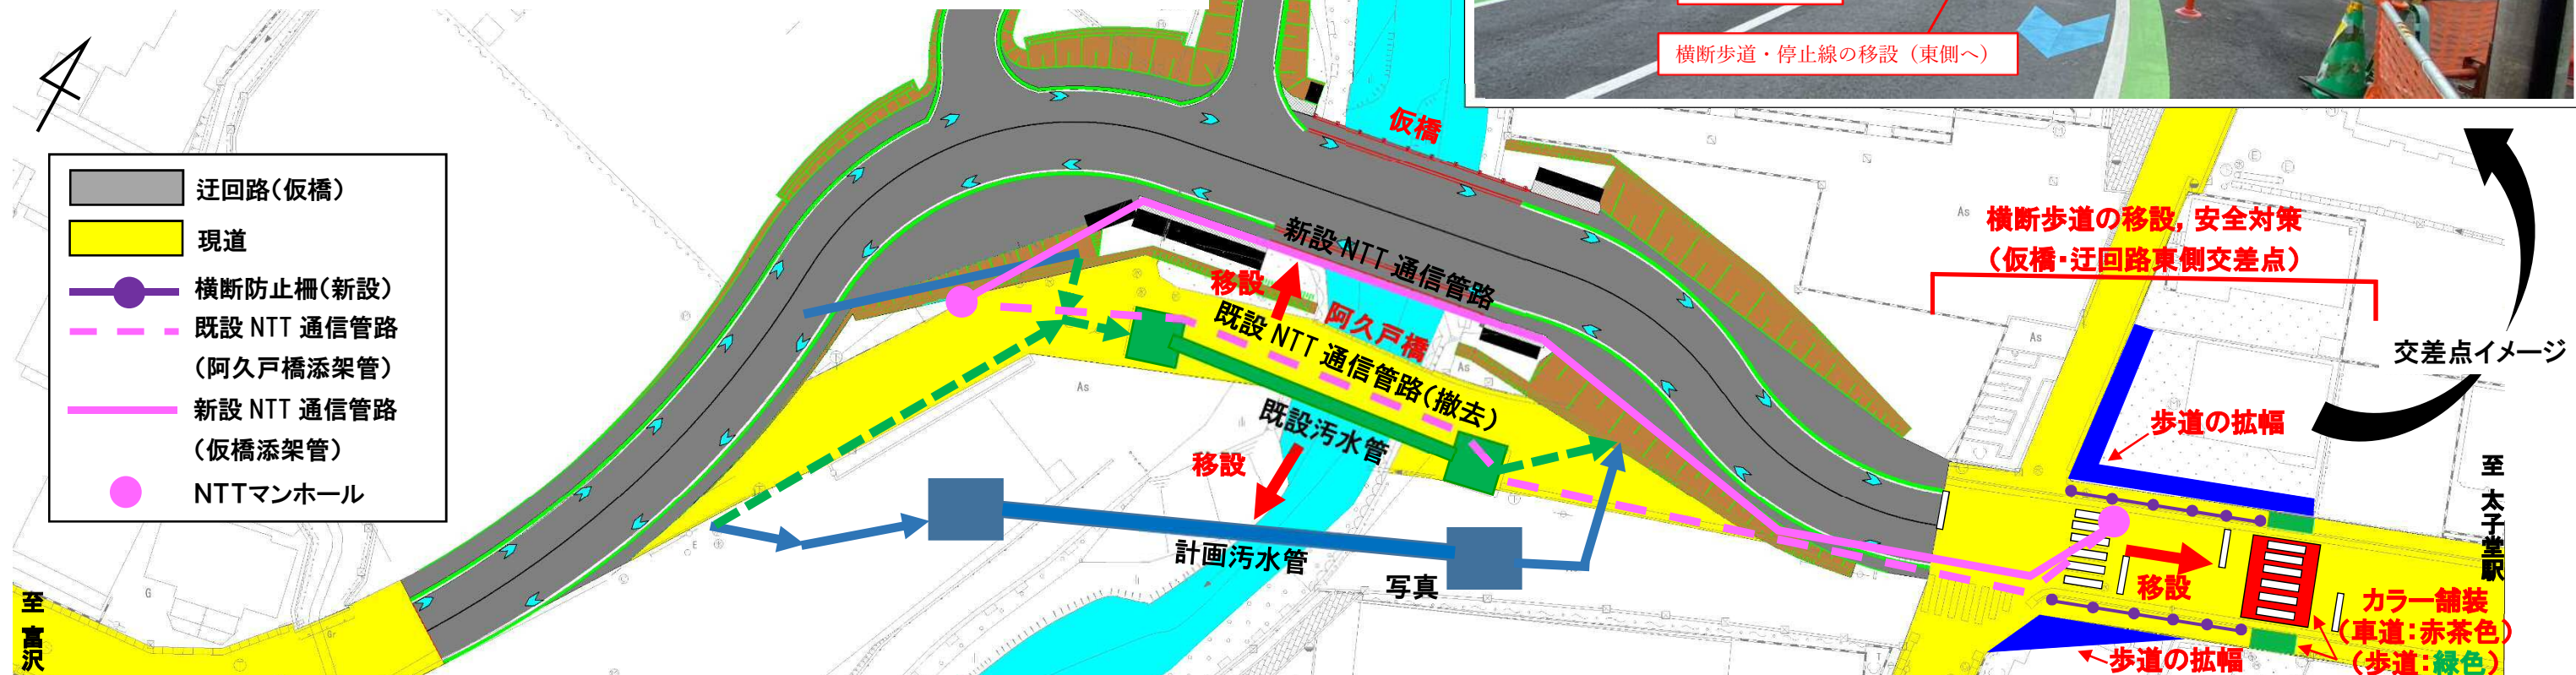 横断歩道・停止線の移設（東側へ）
迂回路（仮橋）
現道
横断防止柵（新設）
既設 NTT 通信管路
（阿久戸橋添架管）
新設 NTT 通信管路
（仮橋添架管）
NTTマンホール
仮橋
新設 NTT 通信管路
移設
阿久戸橋
既設 NTT 通信管路（撤去）
既設汚水管
移設
計画汚水管
写真
横断歩道の移設, 安全対策
（仮橋・迂回路東側交差点）
交差点イメージ
歩道の拡幅
至 太子堂駅
移設
カラー舗装
（車道：赤茶色）
（歩道：緑色）
歩道の拡幅
至 富沢
As
As
As
As
G
Gr
E